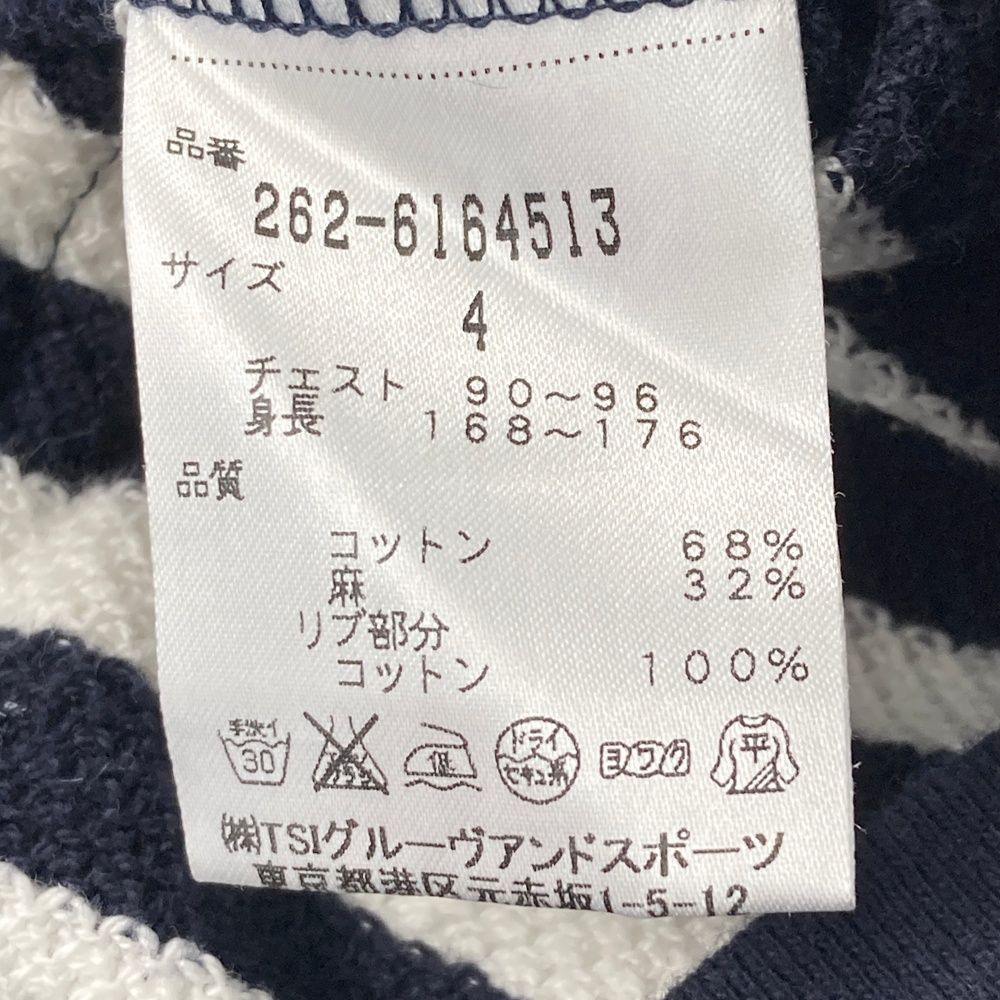 品番
262-6164513
サイズ
4
チェスト 90～96
身長 168～176
品質
コットン 68%
麻 32%
リブ部分
コットン 100%
手洗イ 30 低 ドライ セキユ系 ヨワク 平
㈱TSIグルーヴアンドスポーツ
東京都港区元赤坂1-5-12